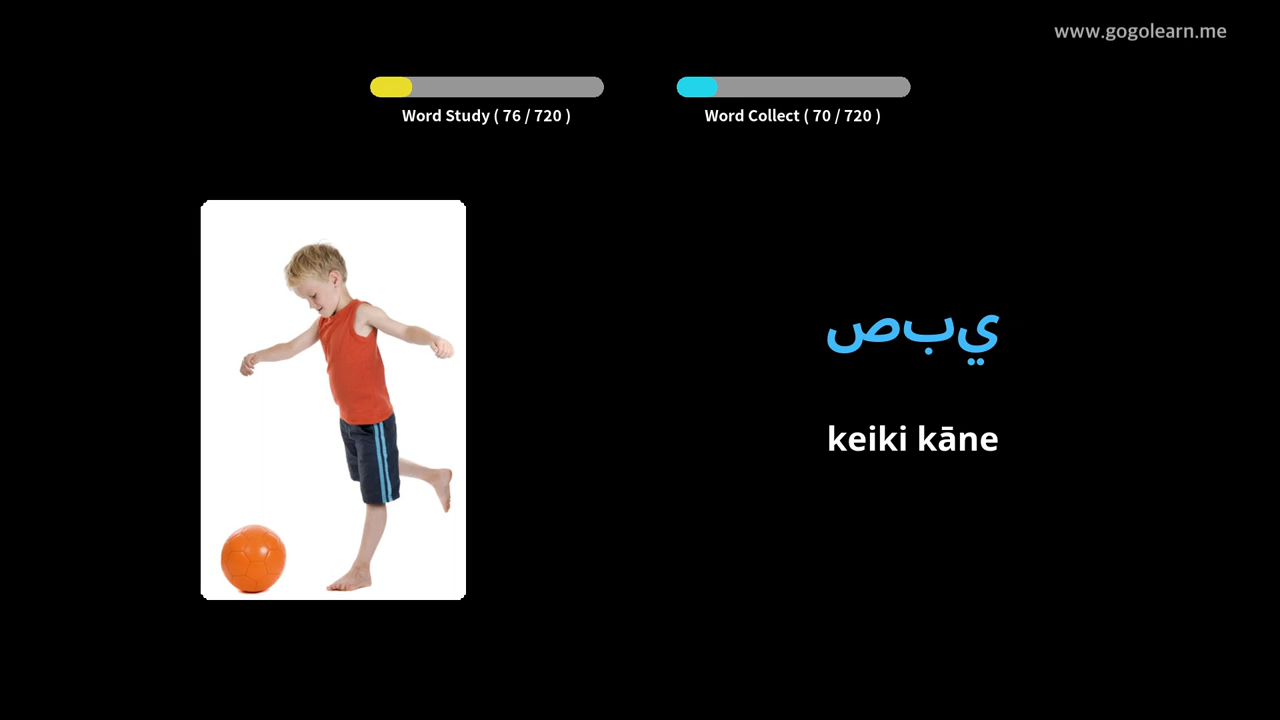 www.gogolearn.me
Word Study ( 76 / 720 )
Word Collect ( 70 / 720 )
صبي
keiki kāne